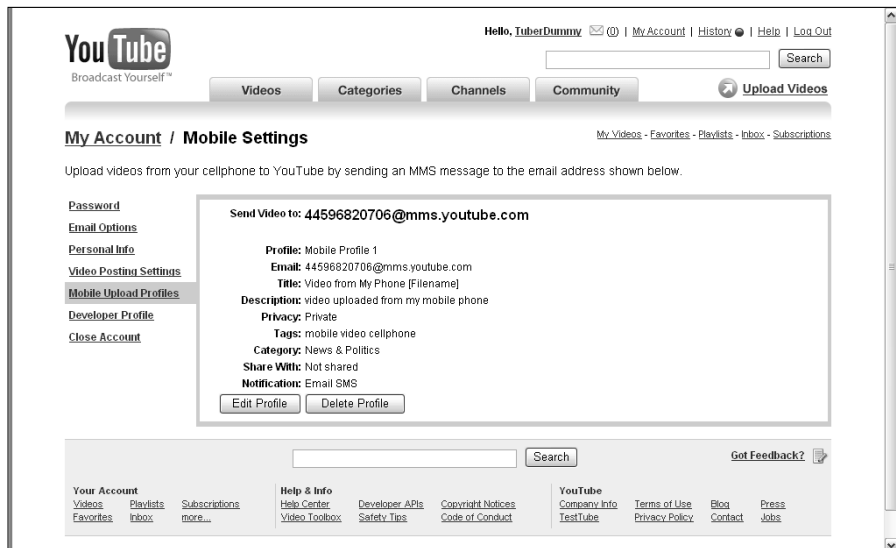 Hello, TuberDummy (0) | My Account | History | Help | Log Out
YouTube
Broadcast Yourself™
Search
Videos Categories Channels Community Upload Videos
My Account / Mobile Settings
My Videos - Favorites - Playlists - Inbox - Subscriptions
Upload videos from your cellphone to YouTube by sending an MMS message to the email address shown below.
Password
Email Options
Personal Info
Video Posting Settings
Mobile Upload Profiles
Developer Profile
Close Account
Send Video to: 44596820706@mms.youtube.com
Profile: Mobile Profile 1
Email: 44596820706@mms.youtube.com
Title: Video from My Phone [Filename]
Description: video uploaded from my mobile phone
Privacy: Private
Tags: mobile video cellphone
Category: News & Politics
Share With: Not shared
Notification: Email SMS
Edit Profile Delete Profile
Search
Got Feedback?
Your Account Help & Info YouTube
Videos Playlists Subscriptions Help Center Developer APIs Copyright Notices Company Info Terms of Use Blog Press
Favorites Inbox more... Video Toolbox Safety Tips Code of Conduct TestTube Privacy Policy Contact Jobs